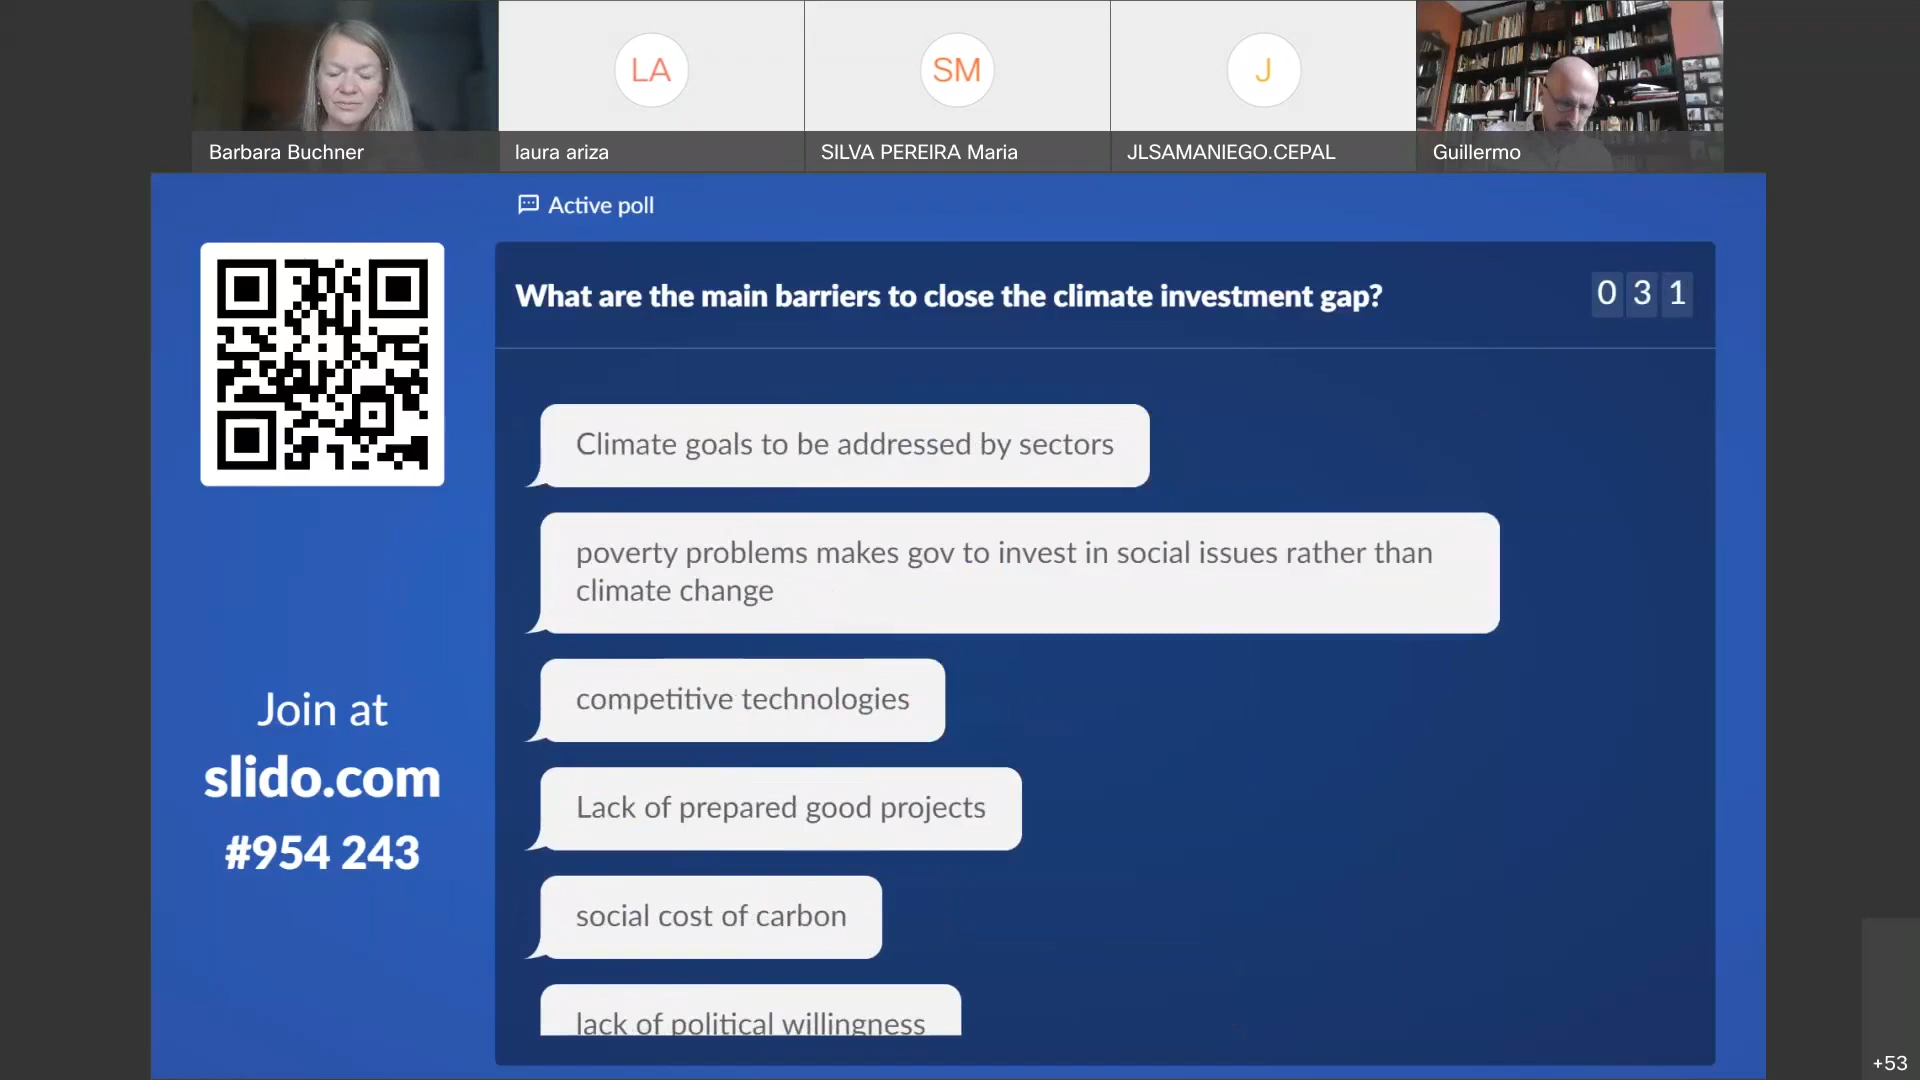 LA
SM
J
Barbara Buchner
laura ariza
SILVA PEREIRA Maria
JLSAMANIEGO.CEPAL
Guillermo
Active poll
What are the main barriers to close the climate investment gap?
0 3 1
Climate goals to be addressed by sectors
poverty problems makes gov to invest in social issues rather than
climate change
competitive technologies
Lack of prepared good projects
social cost of carbon
lack of political willingness
Join at
slido.com
#954 243
+53